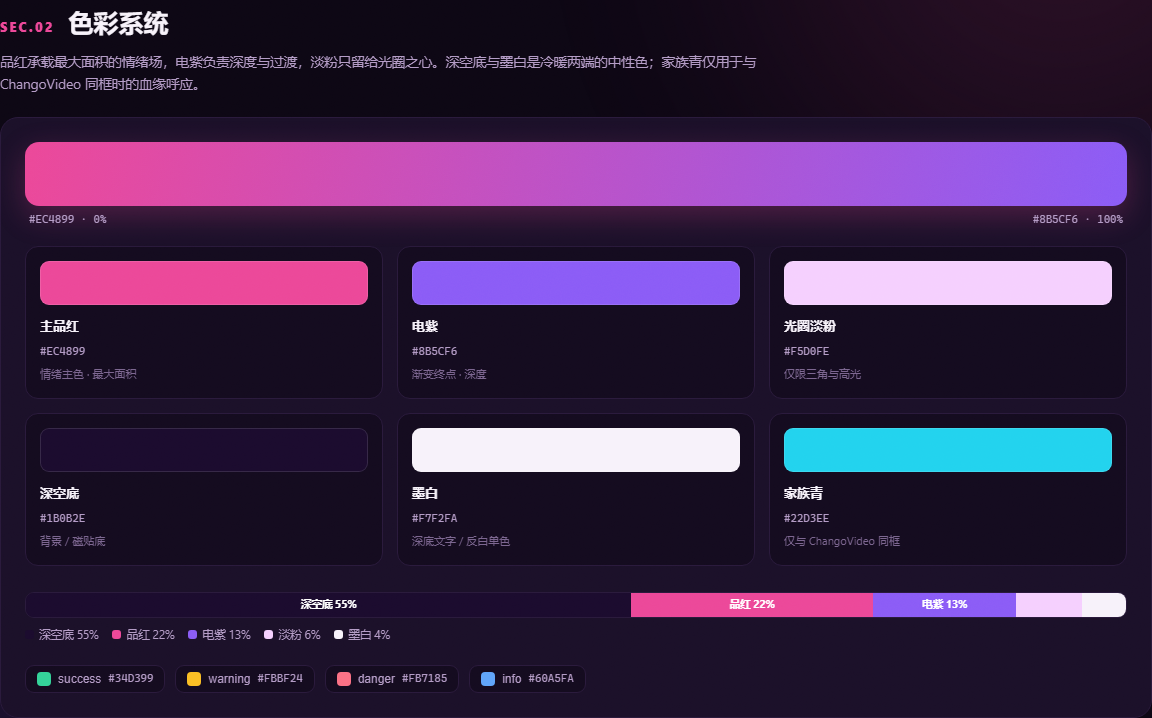 SEC.02 色彩系统
品红承载最大面积的情绪场，电紫负责深度与过渡，淡粉只留给光圈之心。深空底与墨白是冷暖两端的中性色；家族青仅用于与
ChangoVideo 同框时的血缘呼应。
#EC4899 · 0%
#8B5CF6 · 100%
主品红
#EC4899
情绪主色 · 最大面积
电紫
#8B5CF6
渐变终点 · 深度
光圈淡粉
#F5D0FE
仅限三角与高光
深空底
#1B0B2E
背景 / 磁贴底
墨白
#F7F2FA
深底文字 / 反白单色
家族青
#22D3EE
仅与 ChangoVideo 同框
深空底 55%
品红 22%
电紫 13%
深空底 55% 品红 22% 电紫 13% 淡粉 6% 墨白 4%
success #34D399
warning #FBBF24
danger #FB7185
info #60A5FA